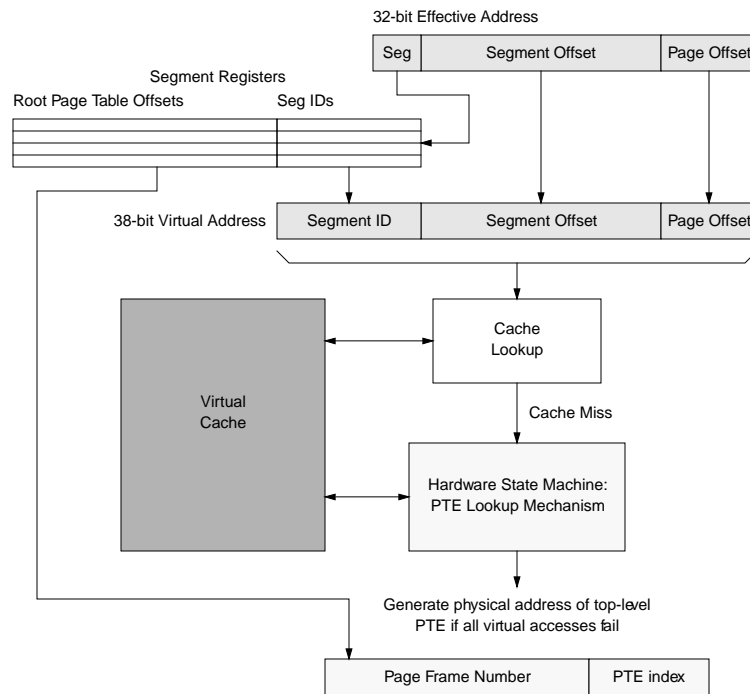 32-bit Effective Address
Seg Segment Offset Page Offset
Segment Registers
Root Page Table Offsets Seg IDs
38-bit Virtual Address Segment ID Segment Offset Page Offset
Cache
Lookup
Virtual
Cache
Cache Miss
Hardware State Machine:
PTE Lookup Mechanism
Generate physical address of top-level
PTE if all virtual accesses fail
Page Frame Number PTE index